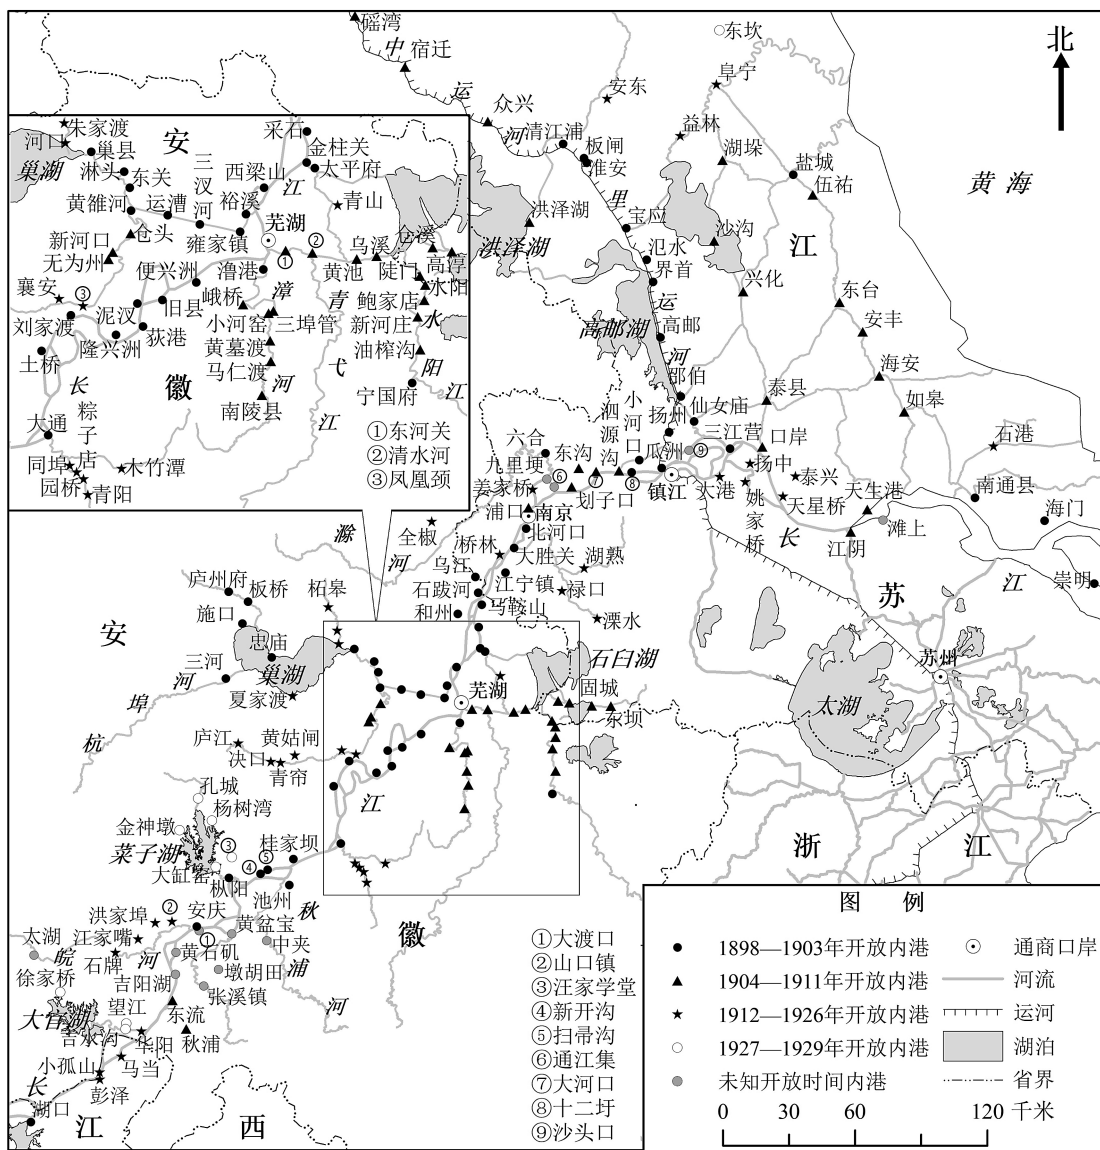 磘湾
中
宿迁
运
河
众兴
清江浦
安东
板闸
淮安
东坎
阜宁
益林
湖垛
盐城
伍祐
北
黄海
里
宝应
洪泽湖
洪泽湖
沙沟
江
氾水
界首
运
兴化
东台
高邮湖
高邮
安丰
河
邵伯
海安
仙女庙
泰县
如皋
扬州
小河口
泗源沟
三江营
口岸
石港
六合
东沟
瓜洲
⑨
扬中
泰兴
九里埂
⑥
⑦
⑧
镇江
大港
姚家桥
天星桥
天生港
南通县
姜家桥
划子口
浦口
南京
滩上
海门
江阴
长
江
崇明
北河口
滁
河
全椒
桥林
大胜关
湖熟
乌江
江宁镇
禄口
石跋河
和州
马鞍山
溧水
苏
苏州
太湖
石臼湖
固城
东坝
芜湖
安
庐州府
板桥
柘皋
施口
忠庙
巢湖
三河
河
夏家渡
埠
杭
庐江
黄姑闸
决口
青帘
孔城
杨树湾
金神墩
菜子湖
③
大缸窑
④
⑤
桂家坝
枞阳
池州
江
秋
浦
河
徽
洪家埠
②
安庆
黄盆宝
汪家嘴
①
中夹
太湖
皖
河
石牌
黄石矶
徐家桥
吉阳湖
墩胡田
张溪镇
望江
大官湖
吉水沟
东流
华阳
秋浦
小孤山
马当
彭泽
长
湖口
江
西
浙
江
朱家渡
河口
巢县
巢湖
淋头
东关
黄雒河
运漕
三汊河
裕溪
西梁山
采石
金柱关
太平府
安
江
青山
芜湖
雍家镇
仓头
新河口
无为州
便兴洲
澛港
①
②
黄池
乌溪
仓溪
陡门
高淳
水阳
襄安
③
刘家渡
泥汊
旧县
峨桥
漳
青
鲍家店
小河窑
三埠管
新河庄
水
隆兴洲
荻港
黄墓渡
油榨沟
土桥
马仁渡
河
弋
阳
长
徽
南陵县
宁国府
江
江
大通
粽子店
木竹潭
同埠
园桥
青阳
①东河关
②清水河
③凤凰颈
①大渡口
②山口镇
③汪家学堂
④新开沟
⑤扫帚沟
⑥通江集
⑦大河口
⑧十二圩
⑨沙头口
图 例
1898—1903年开放内港
通商口岸
1904—1911年开放内港
河流
1912—1926年开放内港
运河
1927—1929年开放内港
湖泊
未知开放时间内港
省界
0 30 60 120 千米